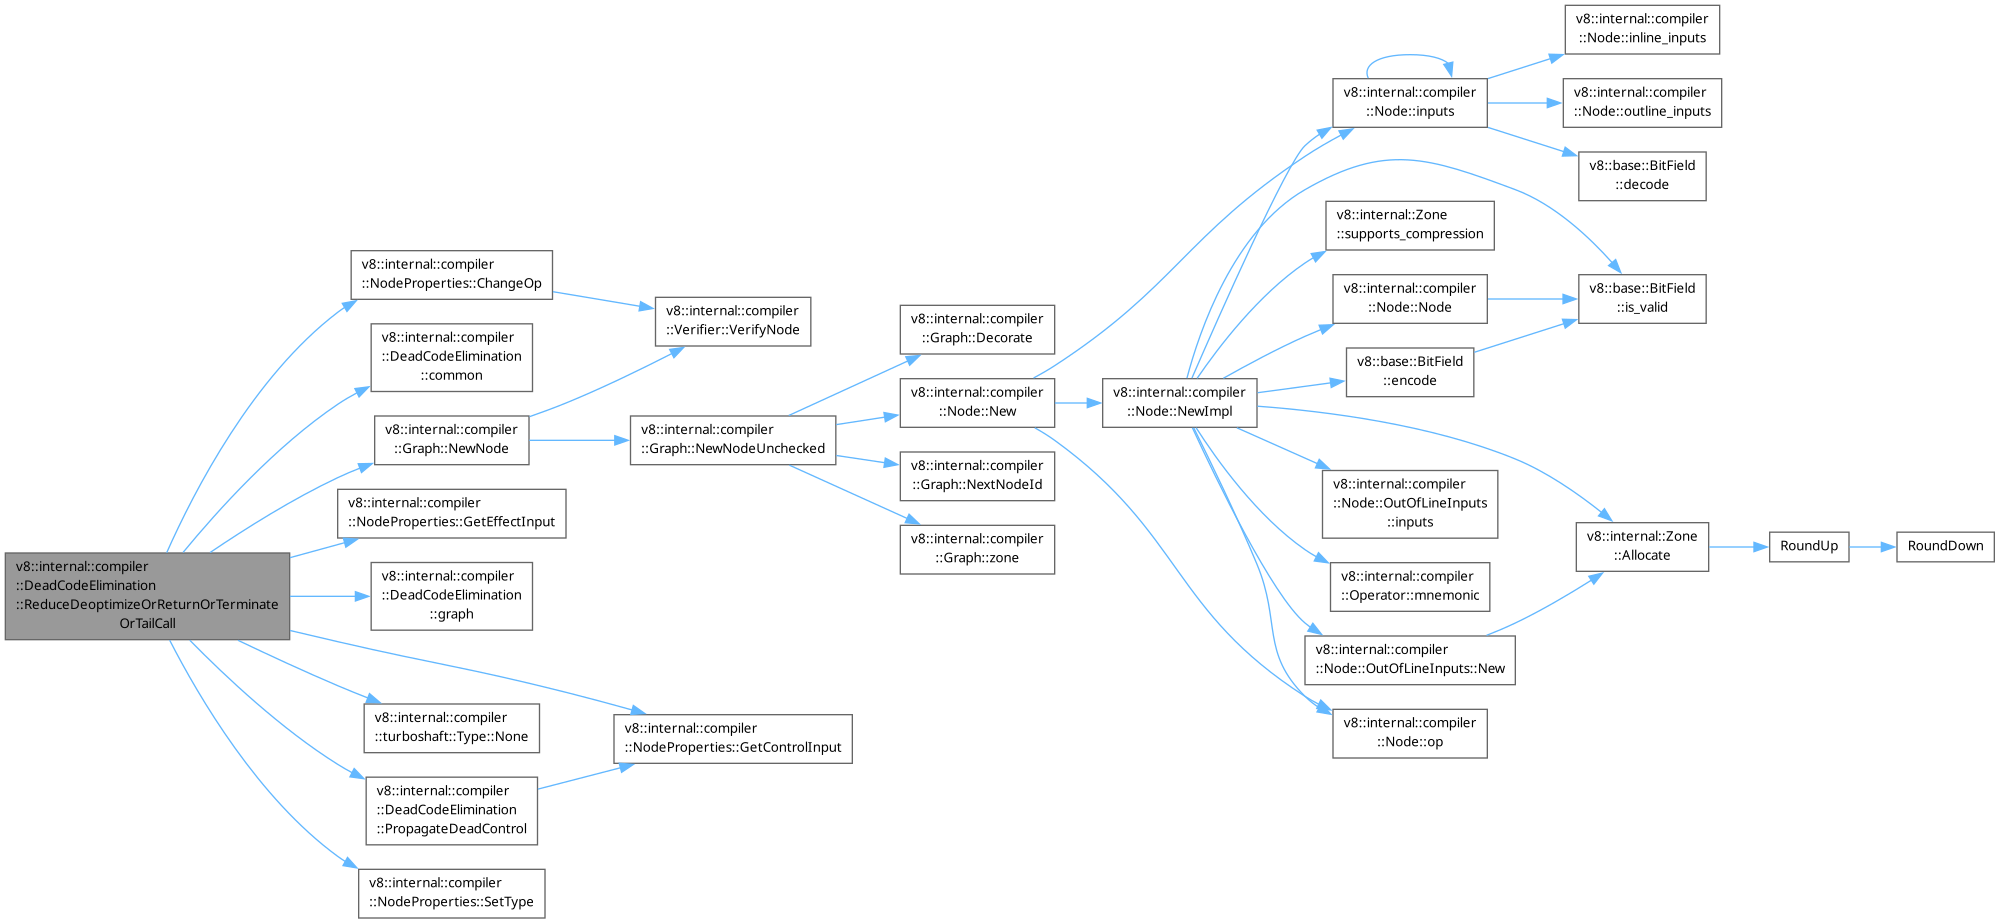 v8::internal::compiler
::DeadCodeElimination
::ReduceDeoptimizeOrReturnOrTerminate
OrTailCall
v8::internal::compiler
::NodeProperties::ChangeOp
v8::internal::compiler
::DeadCodeElimination
::common
v8::internal::compiler
::Graph::NewNode
v8::internal::compiler
::NodeProperties::GetEffectInput
v8::internal::compiler
::DeadCodeElimination
::graph
v8::internal::compiler
::turboshaft::Type::None
v8::internal::compiler
::DeadCodeElimination
::PropagateDeadControl
v8::internal::compiler
::NodeProperties::SetType
v8::internal::compiler
::Verifier::VerifyNode
v8::internal::compiler
::Graph::NewNodeUnchecked
v8::internal::compiler
::NodeProperties::GetControlInput
v8::internal::compiler
::Graph::Decorate
v8::internal::compiler
::Node::New
v8::internal::compiler
::Graph::NextNodeId
v8::internal::compiler
::Graph::zone
v8::internal::compiler
::Node::NewImpl
v8::internal::compiler
::Node::inputs
v8::internal::Zone
::supports_compression
v8::internal::compiler
::Node::Node
v8::base::BitField
::encode
v8::internal::compiler
::Node::OutOfLineInputs
::inputs
v8::internal::compiler
::Operator::mnemonic
v8::internal::compiler
::Node::OutOfLineInputs::New
v8::internal::compiler
::Node::op
v8::internal::compiler
::Node::inline_inputs
v8::internal::compiler
::Node::outline_inputs
v8::base::BitField
::decode
v8::base::BitField
::is_valid
v8::internal::Zone
::Allocate
RoundUp
RoundDown